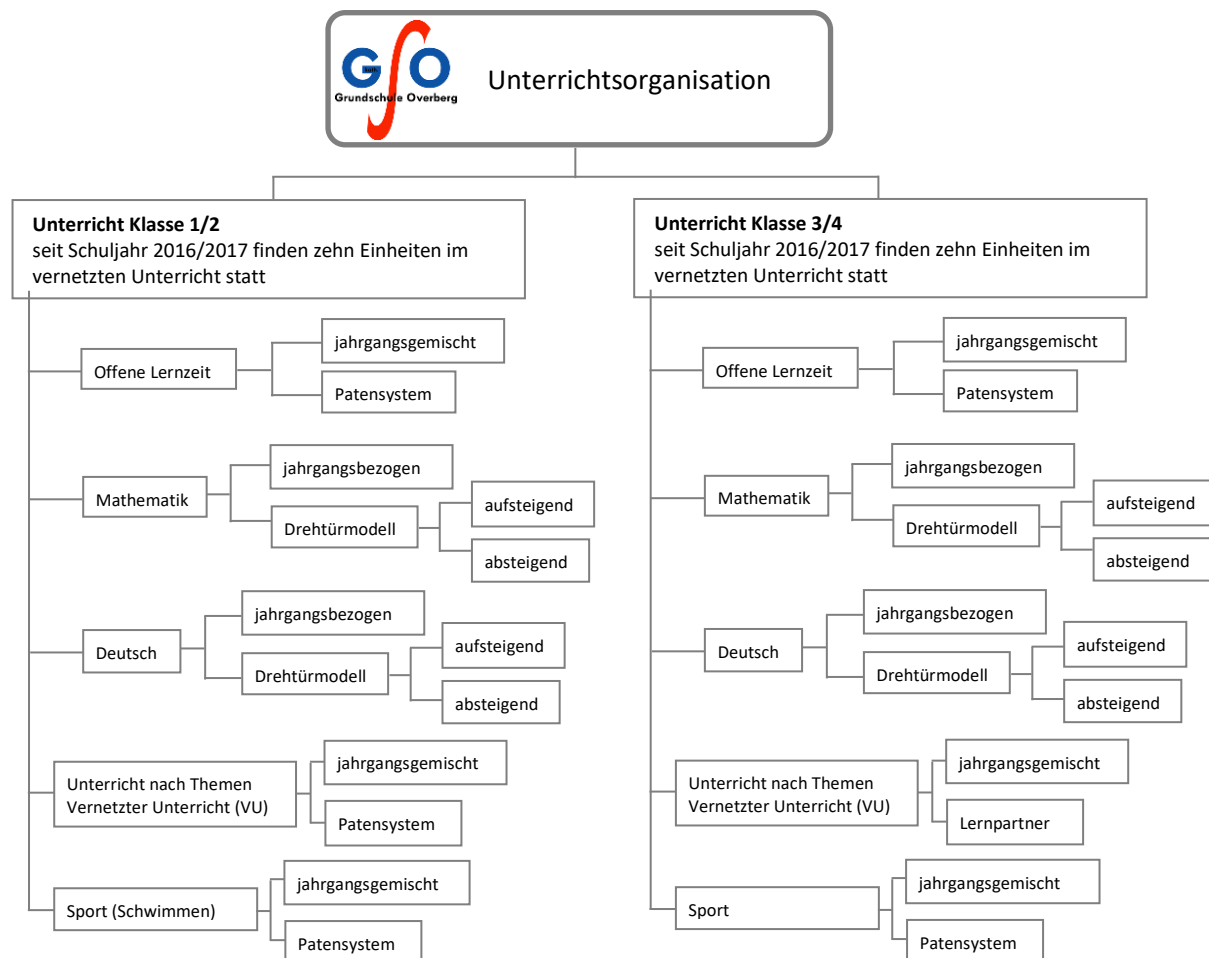 GSO
Grundschule Overberg
Unterrichtsorganisation
Unterricht Klasse 1/2
seit Schuljahr 2016/2017 finden zehn Einheiten im
vernetzten Unterricht statt
Offene Lernzeit
jahrgangsgemischt
Patensystem
Mathematik
jahrgangsbezogen
Drehtürmodell
aufsteigend
absteigend
Deutsch
jahrgangsbezogen
Drehtürmodell
aufsteigend
absteigend
Unterricht nach Themen
Vernetzter Unterricht (VU)
jahrgangsgemischt
Patensystem
Sport (Schwimmen)
jahrgangsgemischt
Patensystem
Unterricht Klasse 3/4
seit Schuljahr 2016/2017 finden zehn Einheiten im
vernetzten Unterricht statt
Offene Lernzeit
jahrgangsgemischt
Patensystem
Mathematik
jahrgangsbezogen
Drehtürmodell
aufsteigend
absteigend
Deutsch
jahrgangsbezogen
Drehtürmodell
aufsteigend
absteigend
Unterricht nach Themen
Vernetzter Unterricht (VU)
jahrgangsgemischt
Lernpartner
Sport
jahrgangsgemischt
Patensystem